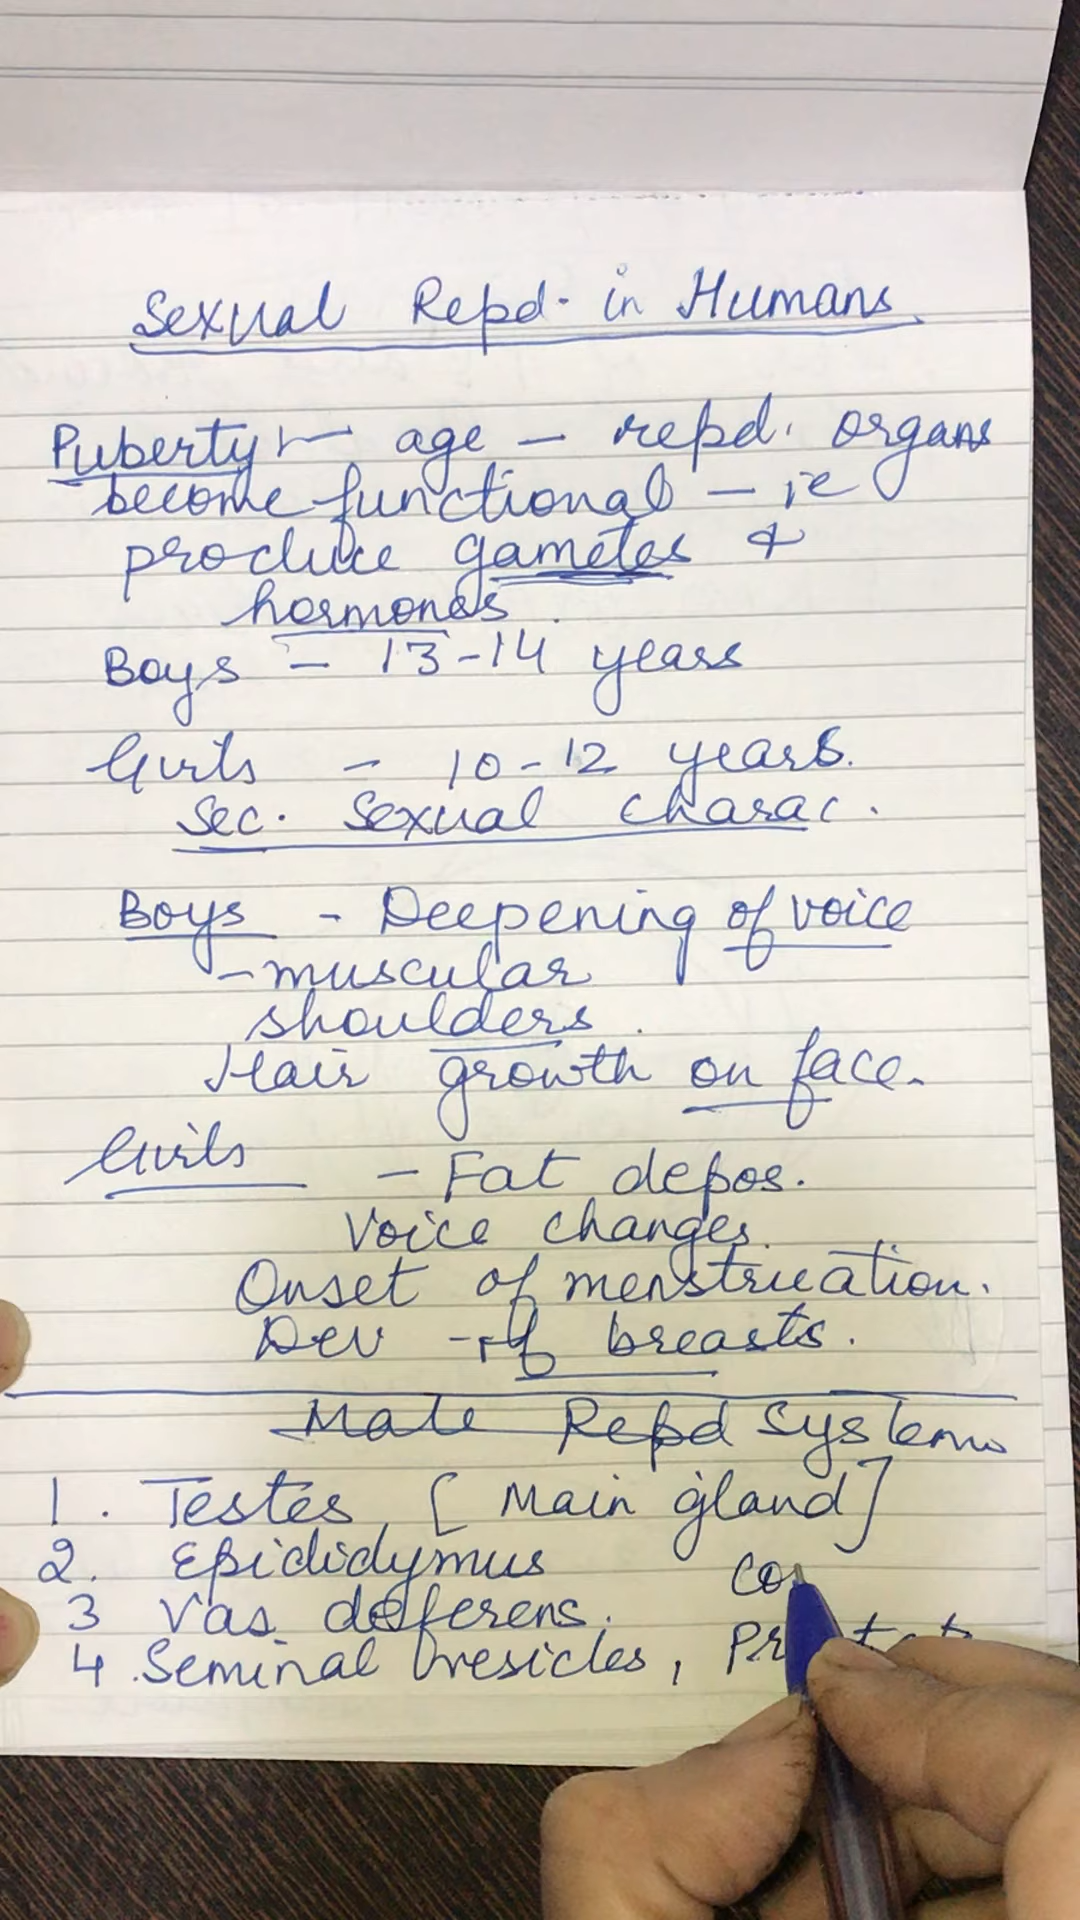 Sexual Repd. in Humans
Puberty :- age - repd. organs
become functional - ie
produce gametes &
hormones.
Boys - 13-14 years
Girls - 10-12 years.
Sec. Sexual Charac.
Boys - Deepening of voice
- muscular
shoulders.
Hair growth on face.
Girls - Fat depos.
Voice changes.
Onset of menstruation.
Dev - of breasts.
Male Repd System
1. Testes [Main gland]
2. Epididymus
3 Vas deferens.
Co
4. Seminal vesicles,